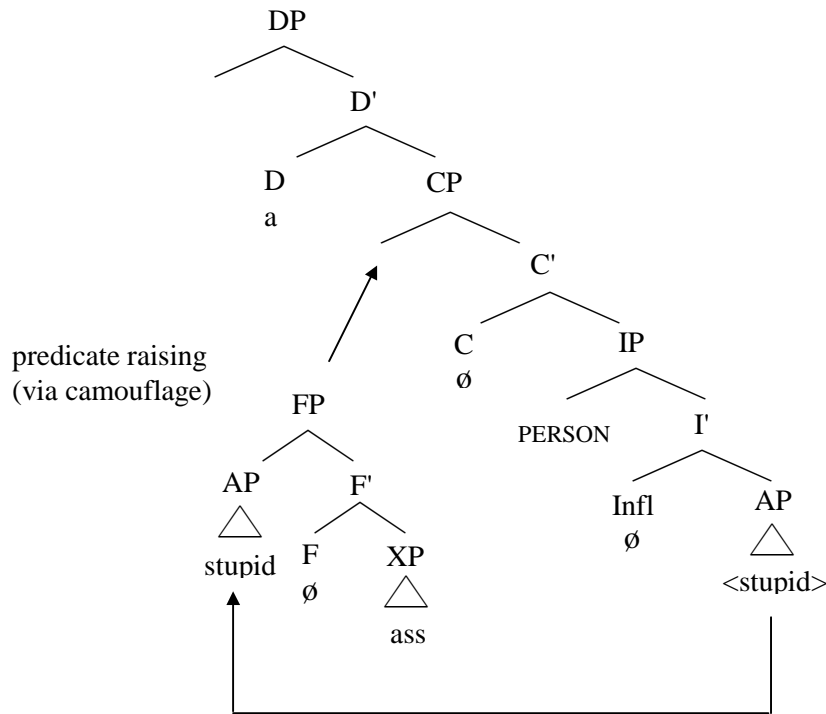 DP
D'
D CP
a
C'
C IP
ø
predicate raising
(via camouflage)
FP
PERSON I'
AP F'
Infl AP
ø
stupid F XP <stupid>
ø
ass